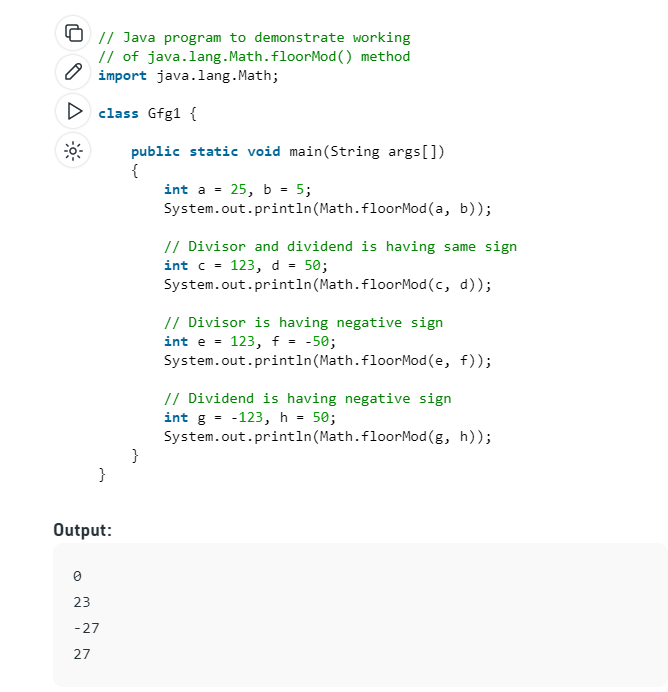 // Java program to demonstrate working
// of java.lang.Math.floorMod() method
import java.lang.Math;
class Gfg1 {
public static void main(String args[])
{
int a = 25, b = 5;
System.out.println(Math.floorMod(a, b));
// Divisor and dividend is having same sign
int c = 123, d = 50;
System.out.println(Math.floorMod(c, d));
// Divisor is having negative sign
int e = 123, f = -50;
System.out.println(Math.floorMod(e, f));
// Dividend is having negative sign
int g = -123, h = 50;
System.out.println(Math.floorMod(g, h));
}
}
Output:
0
23
-27
27